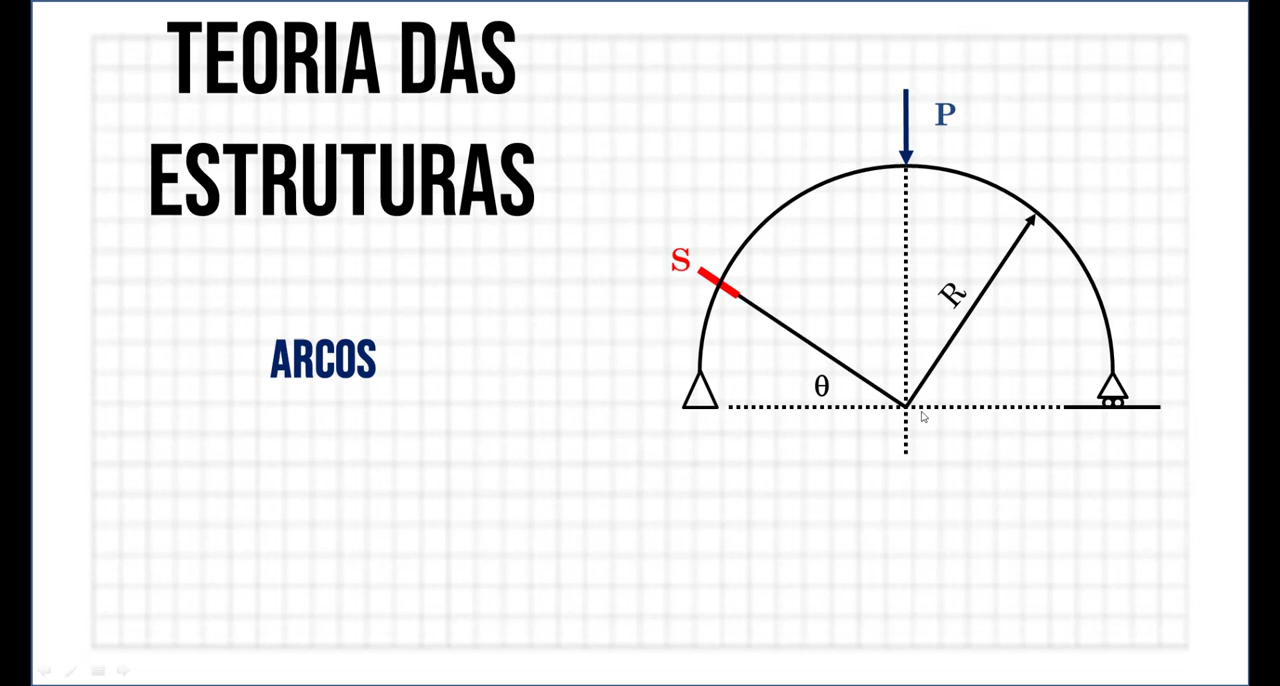 TEORIA DAS
ESTRUTURAS
ARCOS
P
S
R
θ